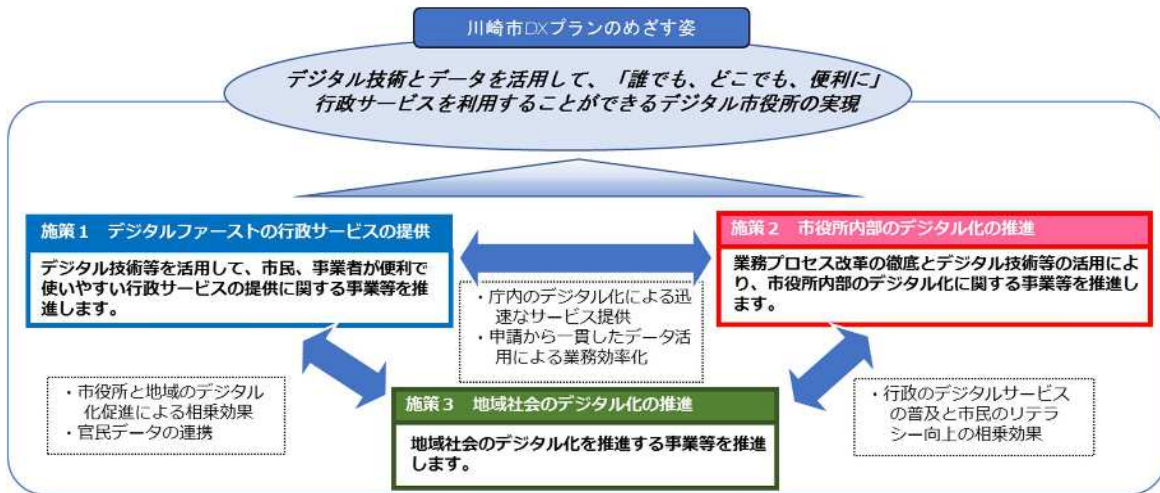 川崎市DXプランのめざす姿
デジタル技術とデータを活用して、「誰でも、どこでも、便利に」
行政サービスを利用することができるデジタル市役所の実現
施策1 デジタルファーストの行政サービスの提供
デジタル技術等を活用して、市民、事業者が便利で
使いやすい行政サービスの提供に関する事業等を推
進します。
施策2 市役所内部のデジタル化の推進
業務プロセス改革の徹底とデジタル技術等の活用によ
り、市役所内部のデジタル化に関する事業等を推進しま
す。
・庁内のデジタル化による迅
速なサービス提供
・申請から一貫したデータ活
用による業務効率化
・市役所と地域のデジタル
化促進による相乗効果
・官民データの連携
施策3 地域社会のデジタル化の推進
地域社会のデジタル化を推進する事業等を推進
します。
・行政のデジタルサービス
の普及と市民のリテラ
シー向上の相乗効果